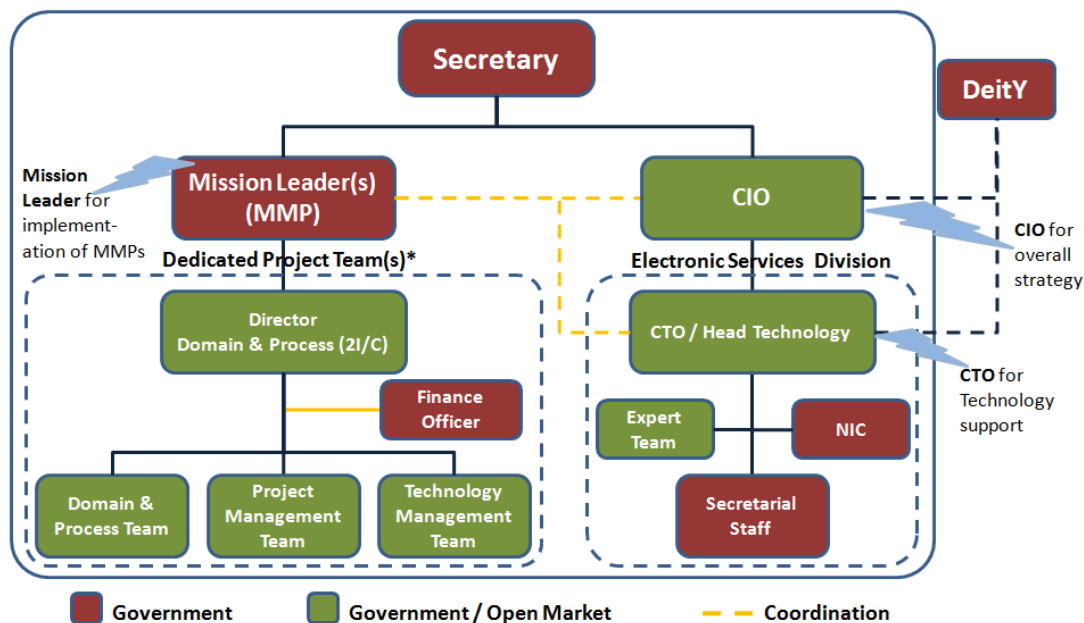 Secretary
DeitY
Mission
Leader for
implement-
ation of MMPs
Mission Leader(s)
(MMP)
CIO
CIO for
overall
strategy
Dedicated Project Team(s)*
Electronic Services Division
Director
Domain & Process (2I/C)
CTO / Head Technology
CTO for
Technology
support
Finance
Officer
Expert
Team
NIC
Domain &
Process Team
Project
Management
Team
Technology
Management
Team
Secretarial
Staff
Government
Government / Open Market
Coordination